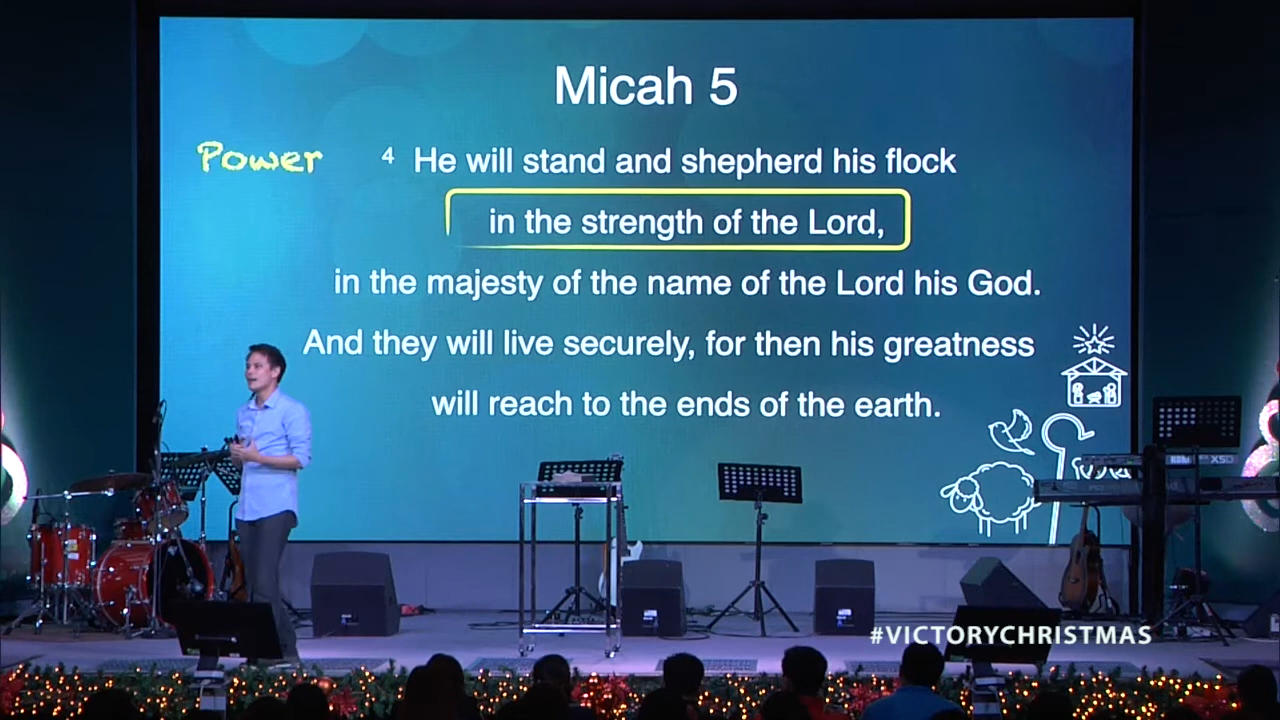 Micah 5
Power
4 He will stand and shepherd his flock
in the strength of the Lord,
in the majesty of the name of the Lord his God.
And they will live securely, for then his greatness
will reach to the ends of the earth.
#VICTORYCHRISTMAS